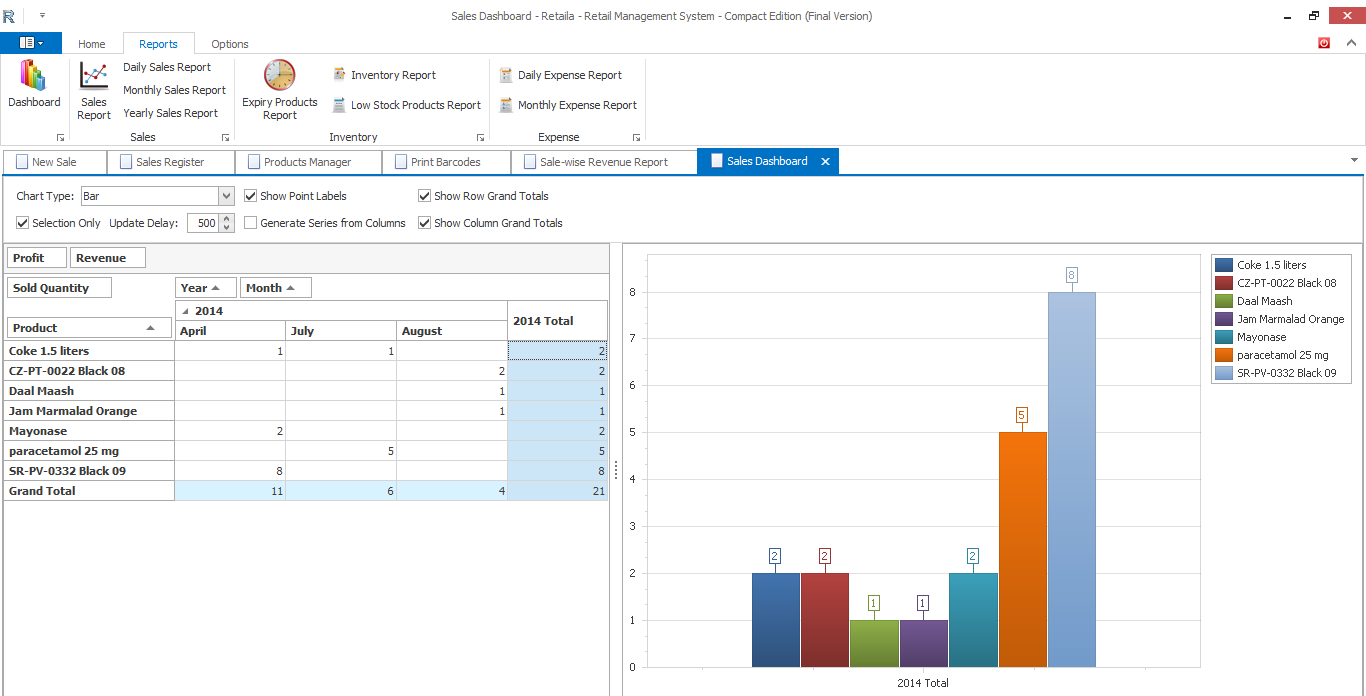 Sales Dashboard - Retaila - Retail Management System - Compact Edition (Final Version)
Home Reports Options
Dashboard
Sales Report
Daily Sales Report
Monthly Sales Report
Yearly Sales Report
Sales
Expiry Products Report
Inventory Report
Low Stock Products Report
Inventory
Daily Expense Report
Monthly Expense Report
Expense
New Sale Sales Register Products Manager Print Barcodes Sale-wise Revenue Report Sales Dashboard
Chart Type: Bar Show Point Labels Show Row Grand Totals
Selection Only Update Delay: 500 Generate Series from Columns Show Column Grand Totals
Profit Revenue
Sold Quantity Year Month
2014 2014 Total
Product April July August
Coke 1.5 liters 1 1 2
CZ-PT-0022 Black 08 2 2
Daal Maash 1 1
Jam Marmalad Orange 1 1
Mayonase 2 2
paracetamol 25 mg 5 5
SR-PV-0332 Black 09 8 8
Grand Total 11 6 4 21
8
7
6
5
4
3
2
1
0
2 2 1 1 2 5 8
2014 Total
Coke 1.5 liters
CZ-PT-0022 Black 08
Daal Maash
Jam Marmalad Orange
Mayonase
paracetamol 25 mg
SR-PV-0332 Black 09